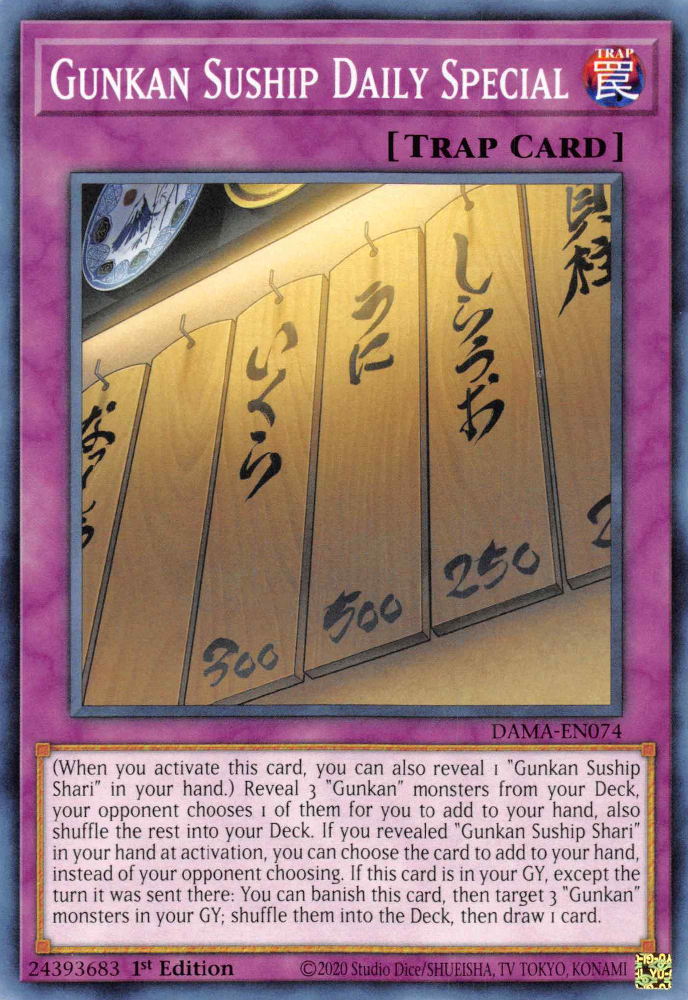 GUNKAN SUSHIP DAILY SPECIAL
TRAP
罠
[TRAP CARD]
いくら
うに
しらうお
貝柱
300
500
250
2
DAMA-EN074
(When you activate this card, you can also reveal 1 "Gunkan Suship
Shari" in your hand.) Reveal 3 "Gunkan" monsters from your Deck,
your opponent chooses 1 of them for you to add to your hand, also
shuffle the rest into your Deck. If you revealed "Gunkan Suship Shari"
in your hand at activation, you can choose the card to add to your hand,
instead of your opponent choosing. If this card is in your GY, except the
turn it was sent there: You can banish this card, then target 3 "Gunkan"
monsters in your GY; shuffle them into the Deck, then draw 1 card.
24393683 1st Edition
©2020 Studio Dice/SHUEISHA, TV TOKYO, KONAMI